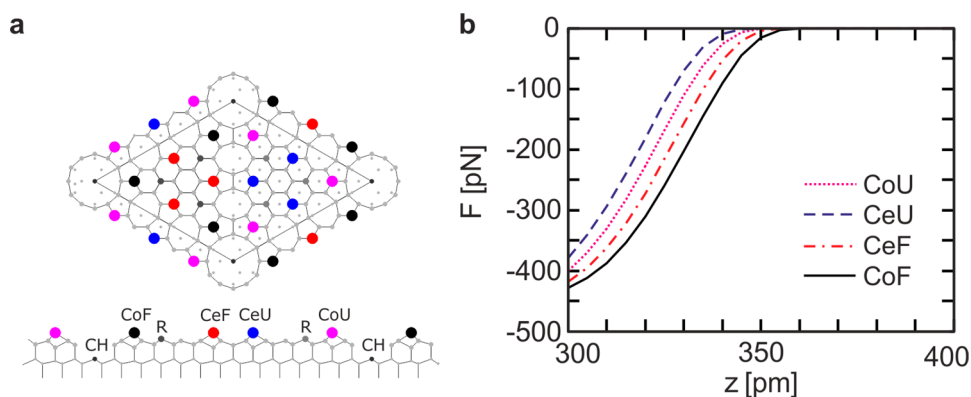 a
CoF
R
CeF
CeU
R
CoU
CH
CH
b
F [pN]
0
-100
-200
-300
-400
-500
300
350
400
z [pm]
CoU
CeU
CeF
CoF